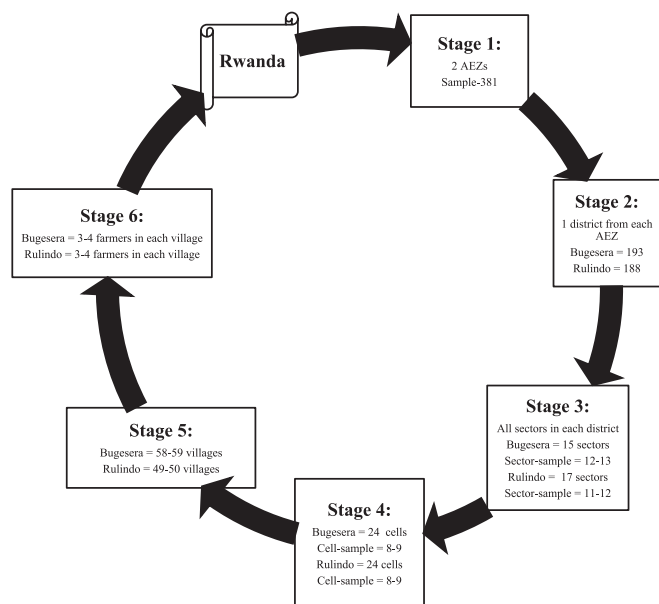 Rwanda
Stage 1:
2 AEZs
Sample-381
Stage 2:
1 district from each
AEZ
Bugesera = 193
Rulindo = 188
Stage 3:
All sectors in each district
Bugesera = 15 sectors
Sector-sample = 12-13
Rulindo = 17 sectors
Sector-sample = 11-12
Stage 4:
Bugesera = 24 cells
Cell-sample = 8-9
Rulindo = 24 cells
Cell-sample = 8-9
Stage 5:
Bugesera = 58-59 villages
Rulindo = 49-50 villages
Stage 6:
Bugesera = 3-4 farmers in each village
Rulindo = 3-4 farmers in each village